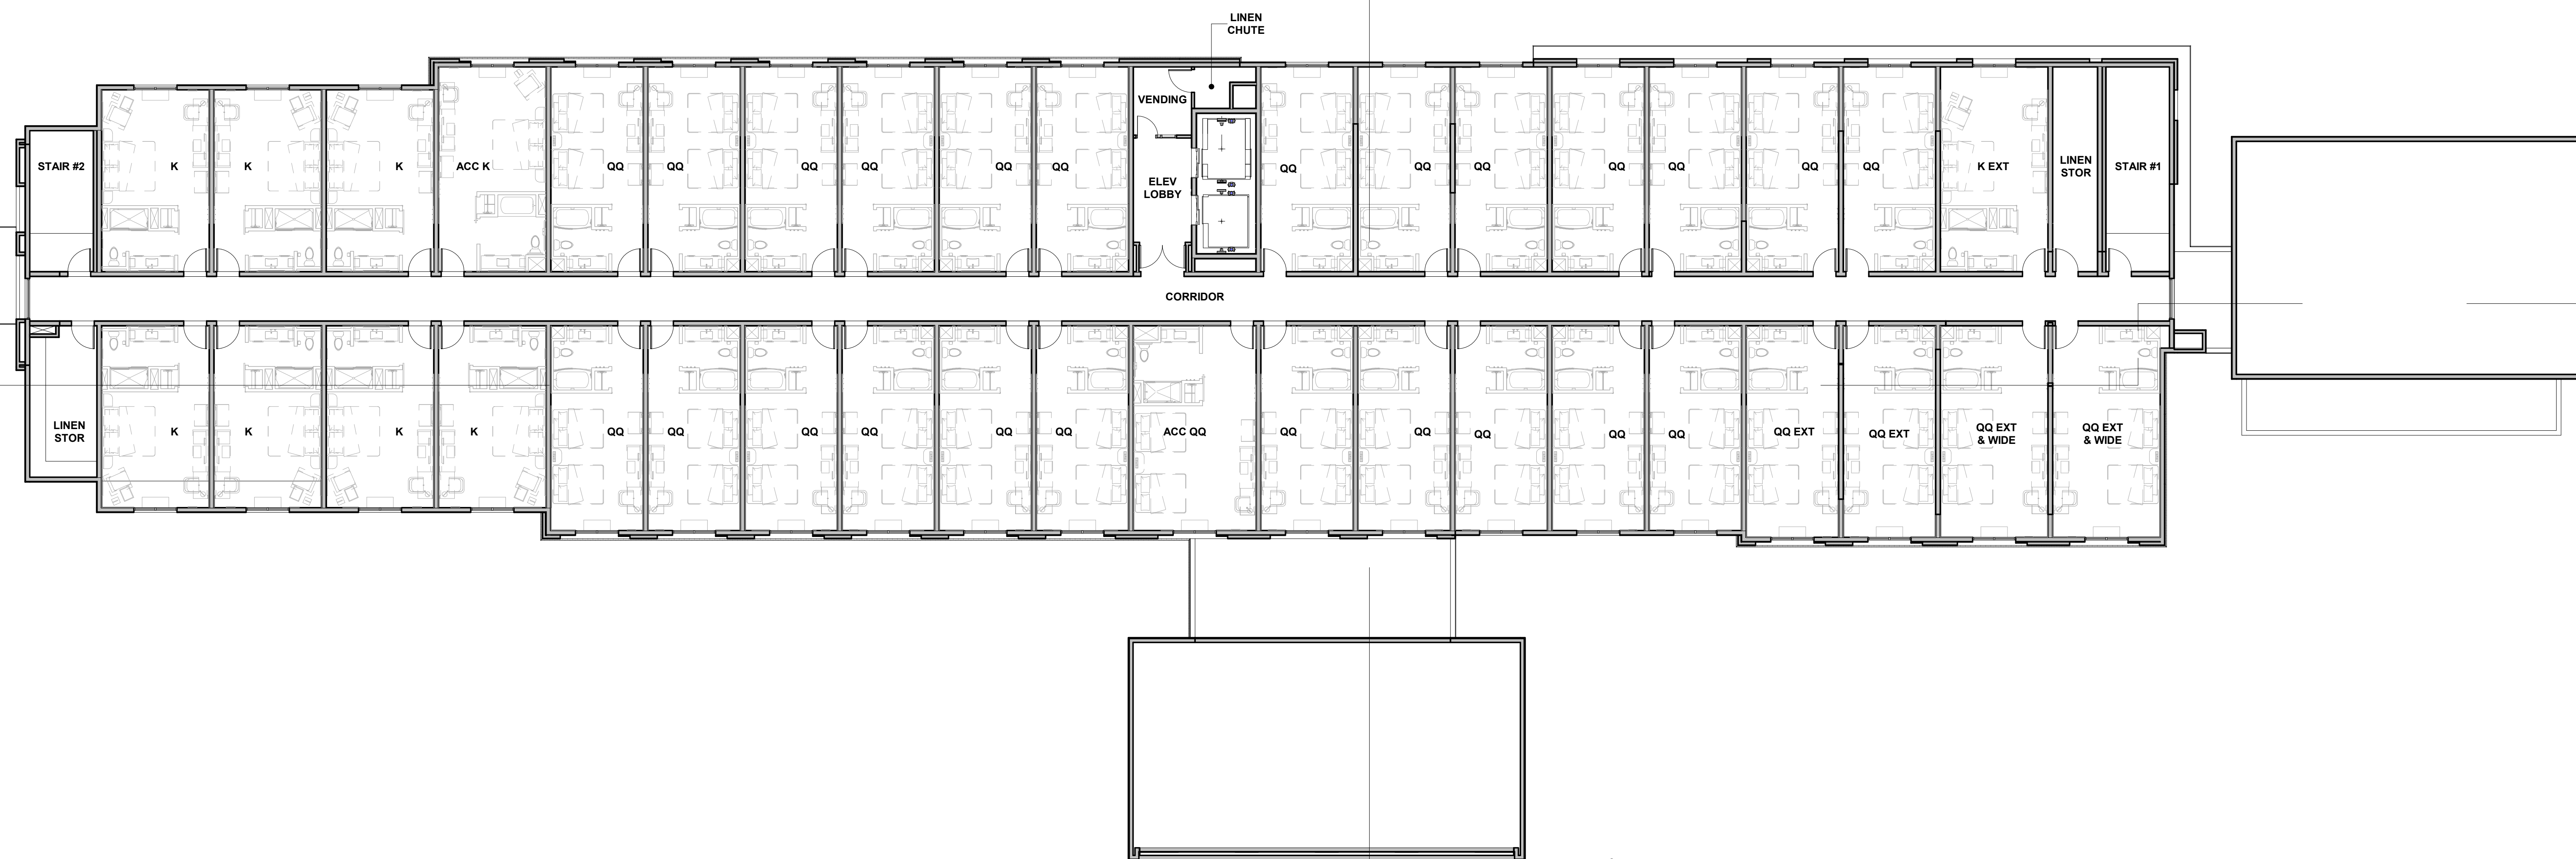 LINEN
CHUTE
VENDING
STAIR #2
K
K
K
ACC K
QQ
QQ
QQ
QQ
QQ
QQ
ELEV
LOBBY
QQ
QQ
QQ
QQ
QQ
QQ
QQ
K EXT
LINEN
STOR
STAIR #1
CORRIDOR
LINEN
STOR
K
K
K
K
QQ
QQ
QQ
QQ
QQ
QQ
ACC QQ
QQ
QQ
QQ
QQ
QQ
QQ EXT
QQ EXT
QQ EXT
& WIDE
QQ EXT
& WIDE